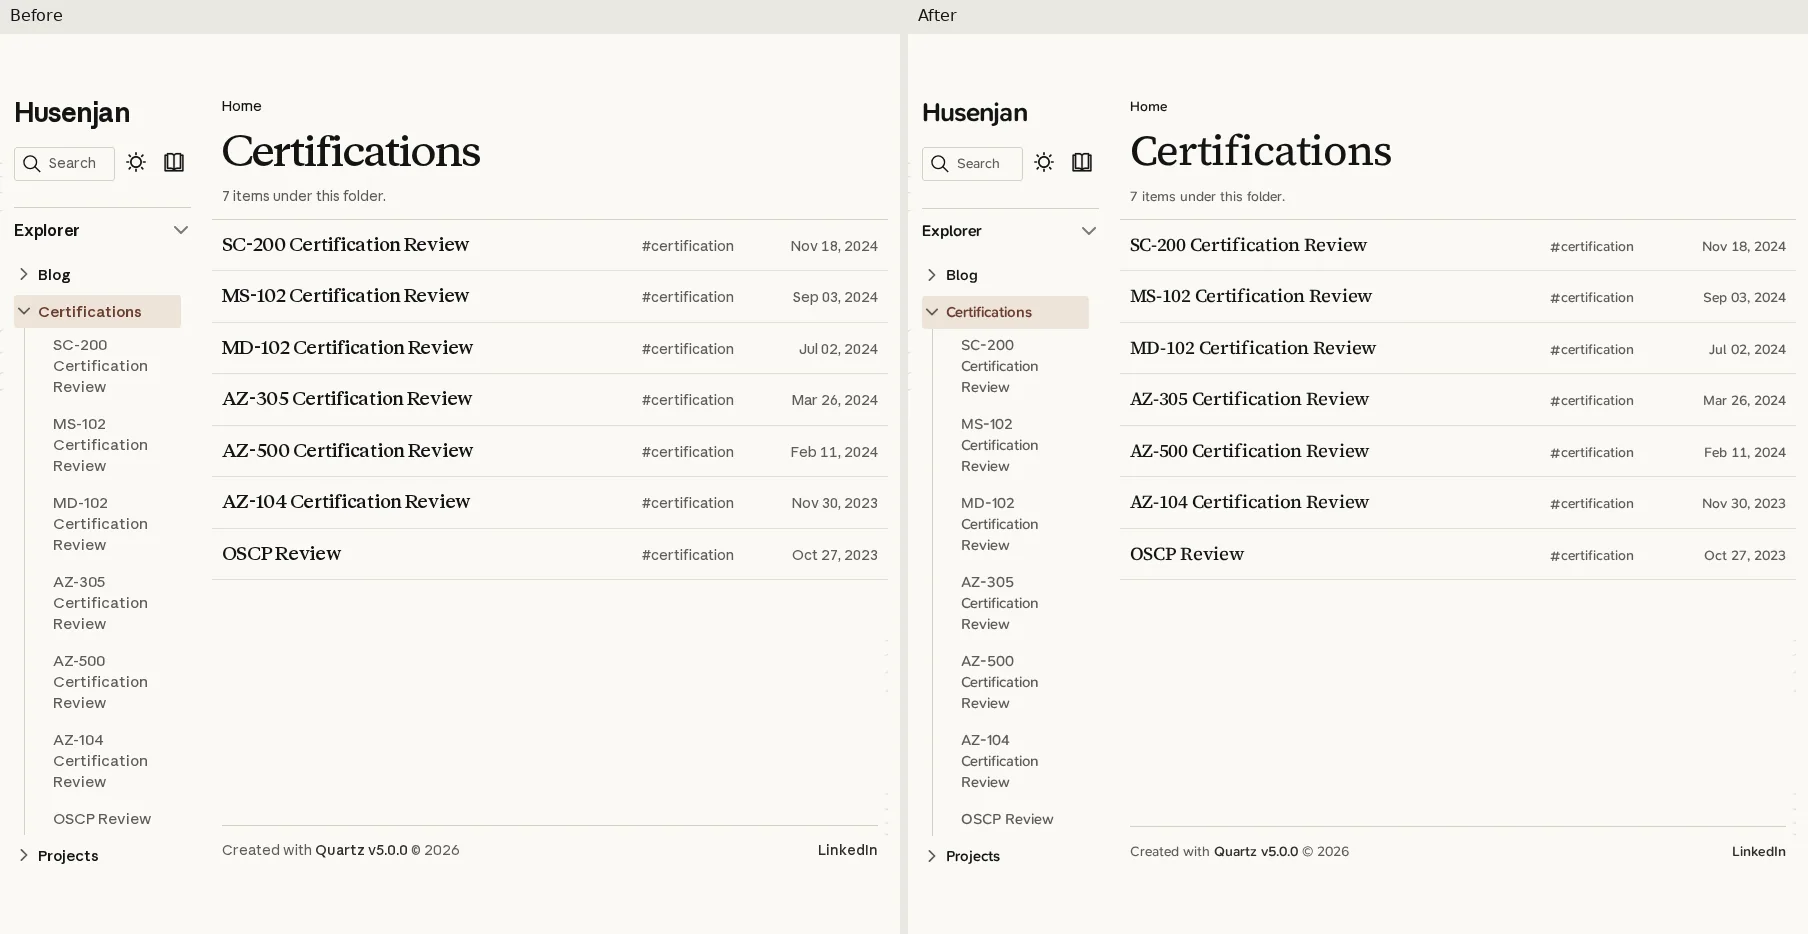 Before
Husenjan
Search
Explorer
Blog
Certifications
SC-200
Certification
Review
MS-102
Certification
Review
MD-102
Certification
Review
AZ-305
Certification
Review
AZ-500
Certification
Review
AZ-104
Certification
Review
OSCP Review
Projects
Home
Certifications
7 items under this folder.
SC-200 Certification Review #certification Nov 18, 2024
MS-102 Certification Review #certification Sep 03, 2024
MD-102 Certification Review #certification Jul 02, 2024
AZ-305 Certification Review #certification Mar 26, 2024
AZ-500 Certification Review #certification Feb 11, 2024
AZ-104 Certification Review #certification Nov 30, 2023
OSCP Review #certification Oct 27, 2023
Created with Quartz v5.0.0 © 2026 LinkedIn
After
Husenjan
Search
Explorer
Blog
Certifications
SC-200
Certification
Review
MS-102
Certification
Review
MD-102
Certification
Review
AZ-305
Certification
Review
AZ-500
Certification
Review
AZ-104
Certification
Review
OSCP Review
Projects
Home
Certifications
7 items under this folder.
SC-200 Certification Review #certification Nov 18, 2024
MS-102 Certification Review #certification Sep 03, 2024
MD-102 Certification Review #certification Jul 02, 2024
AZ-305 Certification Review #certification Mar 26, 2024
AZ-500 Certification Review #certification Feb 11, 2024
AZ-104 Certification Review #certification Nov 30, 2023
OSCP Review #certification Oct 27, 2023
Created with Quartz v5.0.0 © 2026 LinkedIn